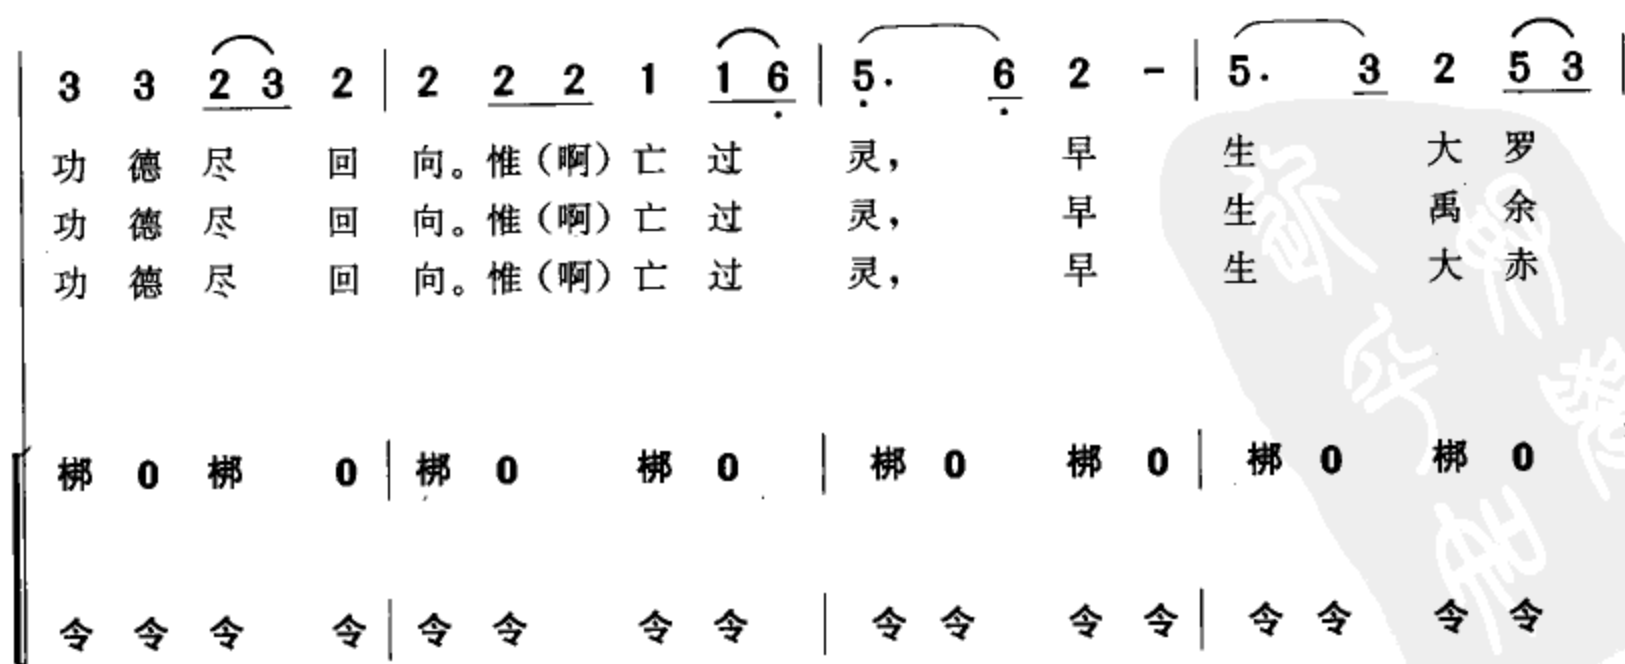 3 3 2 3 2 | 2 2 2 1 1 6 | 5. 6 2 - | 5. 3 2 5 3 |
功 德 尽 回 向。惟（啊）亡 过 灵， 早 生 大 罗
功 德 尽 回 向。惟（啊）亡 过 灵， 早 生 禹 余
功 德 尽 回 向。惟（啊）亡 过 灵， 早 生 大 赤
梆 0 梆 0 | 梆 0 梆 0 | 梆 0 梆 0 | 梆 0 梆 0
令 令 令 令 | 令 令 令 令 | 令 令 令 令 | 令 令 令 令